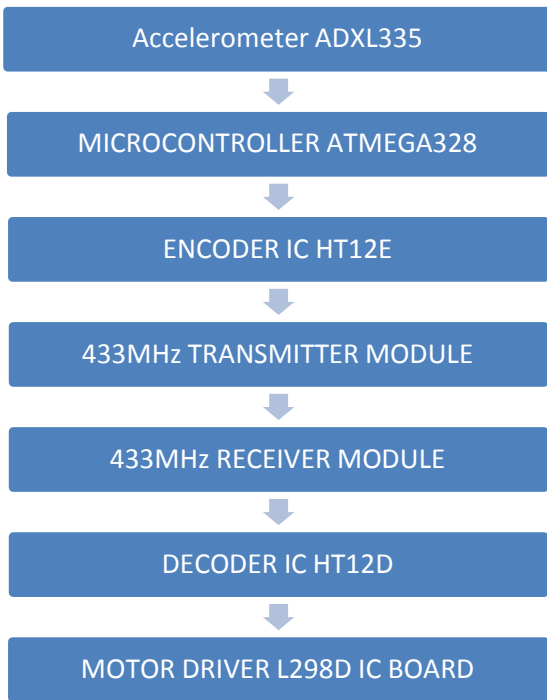 Accelerometer ADXL335
MICROCONTROLLER ATMEGA328
ENCODER IC HT12E
433MHz TRANSMITTER MODULE
433MHz RECEIVER MODULE
DECODER IC HT12D
MOTOR DRIVER L298D IC BOARD